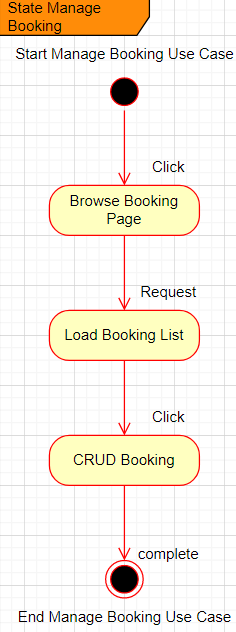 State Manage
Booking
Start Manage Booking Use Case
Click
Browse Booking
Page
Request
Load Booking List
Click
CRUD Booking
complete
End Manage Booking Use Case